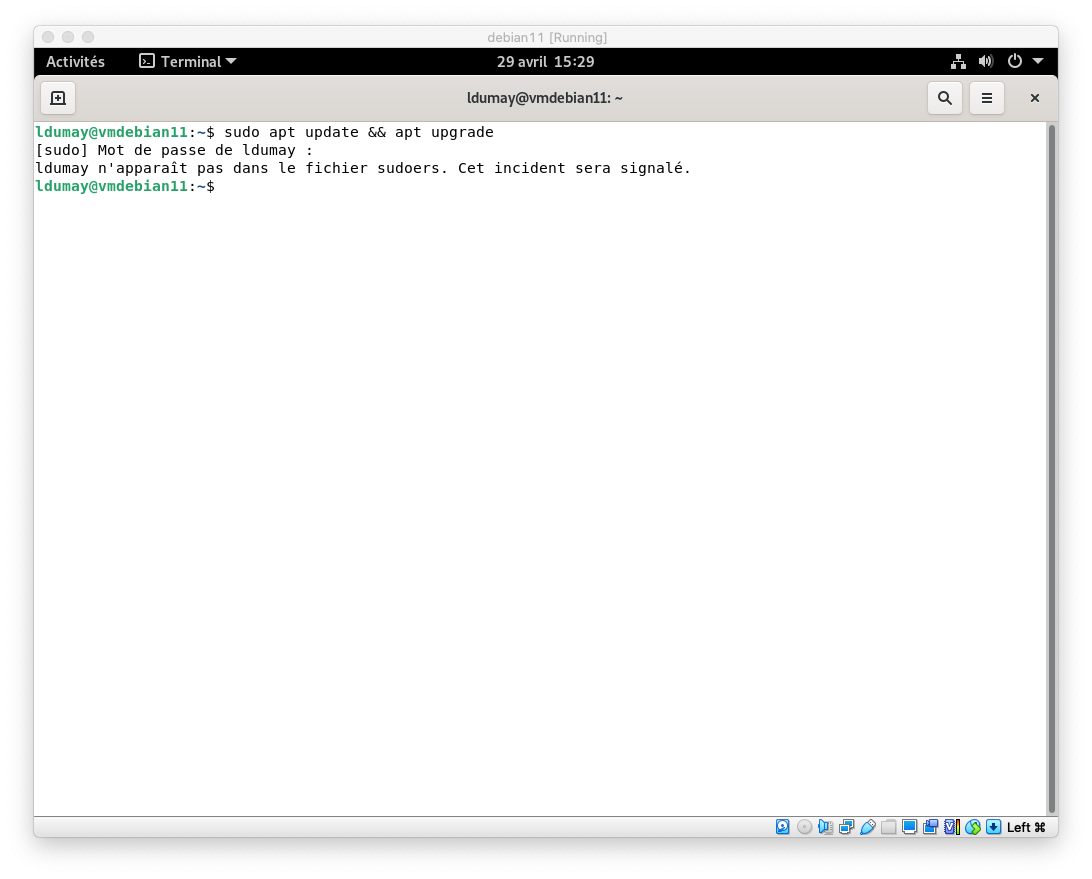 debian11 [Running]
Activités Terminal 29 avril 15:29
ldumay@vmdebian11: ~
ldumay@vmdebian11:~$ sudo apt update && apt upgrade
[sudo] Mot de passe de ldumay :
ldumay n'apparaît pas dans le fichier sudoers. Cet incident sera signalé.
ldumay@vmdebian11:~$
Left ⌘